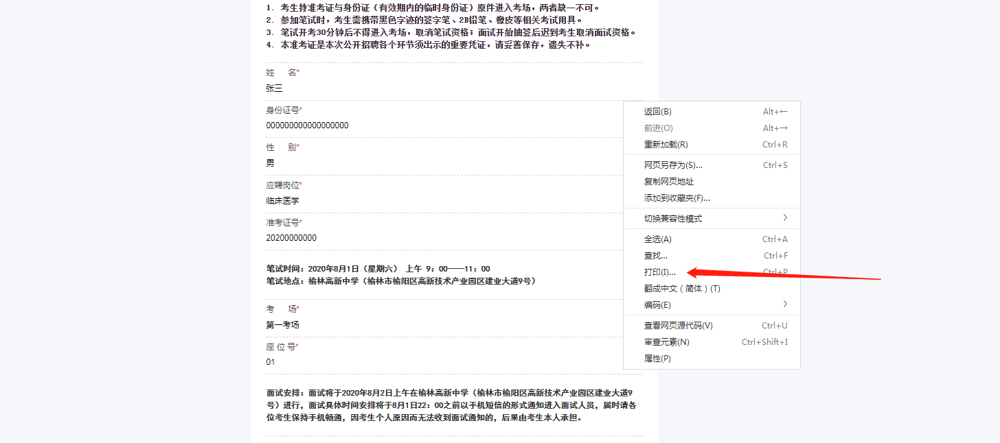 1. 考生持准考证与身份证（有效期内的临时身份证）原件进入考场，两者缺一不可。
2. 参加笔试时，考生需携带黑色字迹的签字笔、2B铅笔、橡皮等相关考试用具。
3. 笔试开考30分钟后不得进入考场，取消笔试资格；面试开始抽签后迟到考生取消面试资格。
4. 本准考证是本次公开招聘各个环节须出示的重要凭证，请妥善保存，遗失不补。
姓 名*
张三
身份证号*
000000000000000000
性 别*
男
应聘岗位*
临床医学
准考证号*
20200000000
笔试时间：2020年8月1日（星期六） 上午 9：00——11：00
笔试地点：榆林高新中学（榆林市榆阳区高新技术产业园区建业大道9号）
考 场*
第一考场
座 位 号*
01
面试安排：面试将于2020年8月2日上午在榆林高新中学（榆林市榆阳区高新技术产业园区建业大道9
号）进行，面试具体时间安排将于8月1日22：00之前以手机短信的形式通知进入面试人员，届时请各
位考生保持手机畅通，因考生个人原因而无法收到面试通知的，后果由考生本人承担。
返回(B) Alt+←
前进(O) Alt+→
重新加载(R) Ctrl+R
网页另存为(S)... Ctrl+S
复制网页地址
添加到收藏夹(F)...
切换兼容性模式
全选(A) Ctrl+A
查找... Ctrl+F
打印(I)... Ctrl+P
翻成中文（简体）(T)
编码(E)
查看网页源代码(V) Ctrl+U
审查元素(N) Ctrl+Shift+I
属性(P)